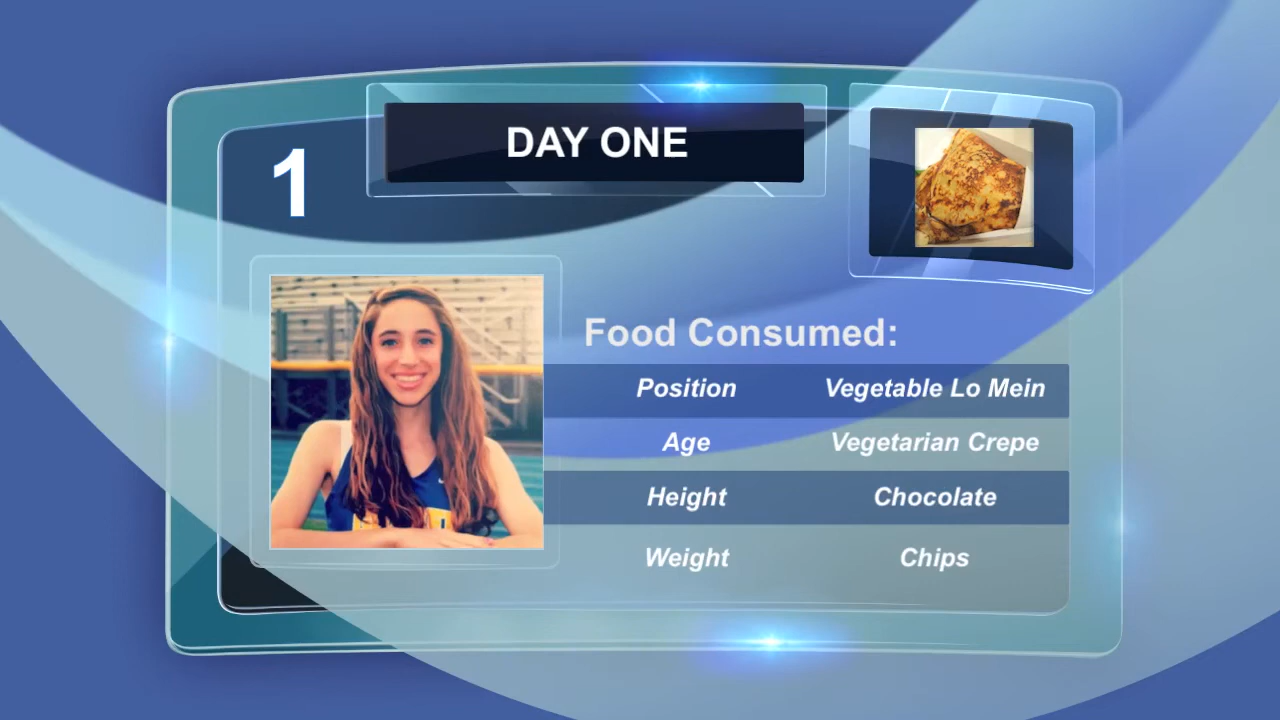 DAY ONE
1
Food Consumed:
Position Vegetable Lo Mein
Age Vegetarian Crepe
Height Chocolate
Weight Chips